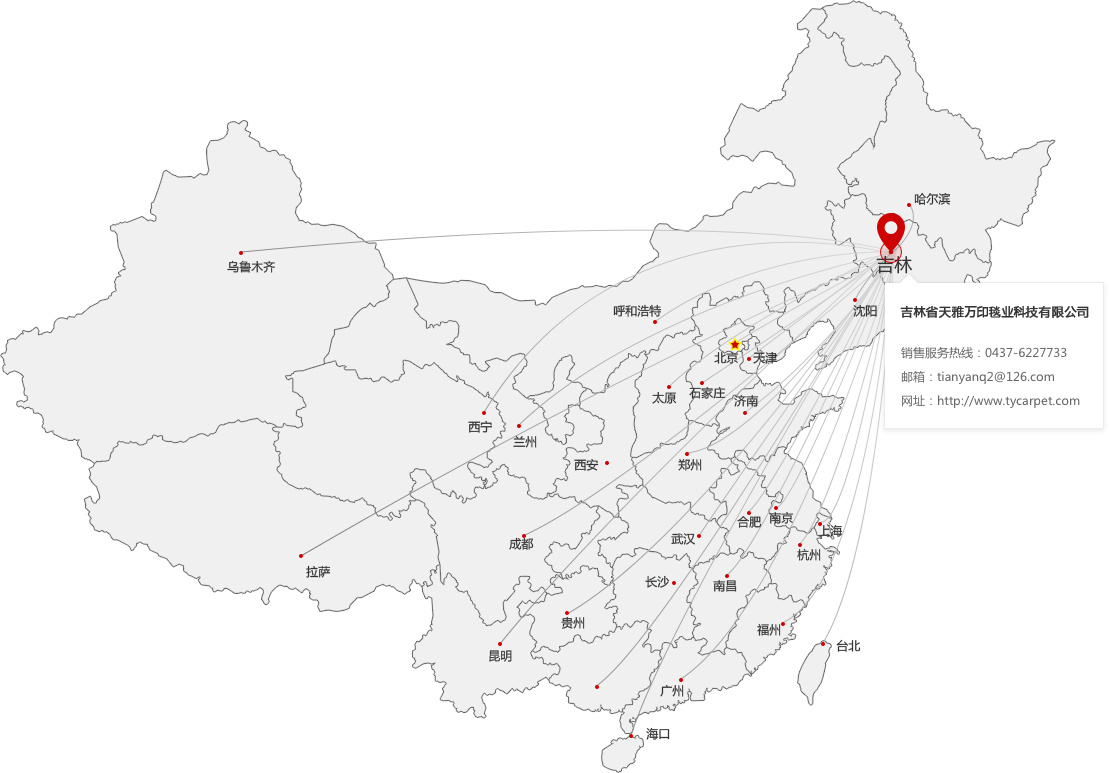 哈尔滨
吉林
乌鲁木齐
吉林省天雅万印毯业科技有限公司
销售服务热线：0437-6227733
邮箱：tianyanq2@126.com
网址：http://www.tycarpet.com
呼和浩特
沈阳
北京
天津
太原
石家庄
济南
西宁
兰州
西安
郑州
合肥
南京
上海
成都
武汉
杭州
拉萨
长沙
南昌
贵州
福州
昆明
台北
广州
海口